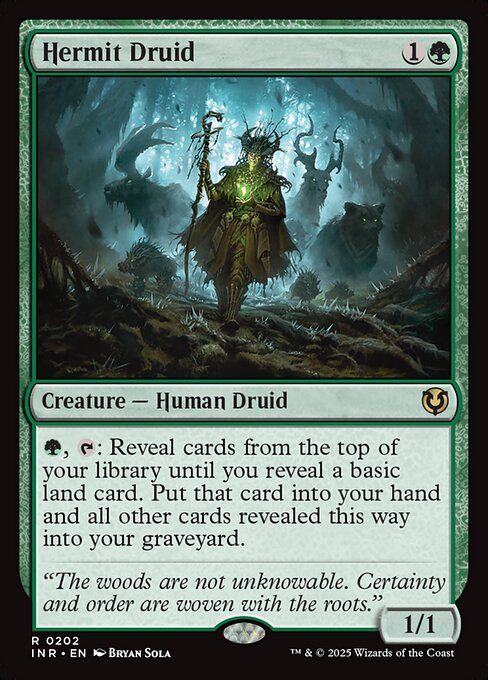 Hermit Druid 1
Creature — Human Druid
, : Reveal cards from the top of
your library until you reveal a basic
land card. Put that card into your hand
and all other cards revealed this way
into your graveyard.
“The woods are not unknowable. Certainty
and order are woven with the roots.”
1/1
R 0202
INR • EN Bryan Sola ™ & © 2025 Wizards of the Coast